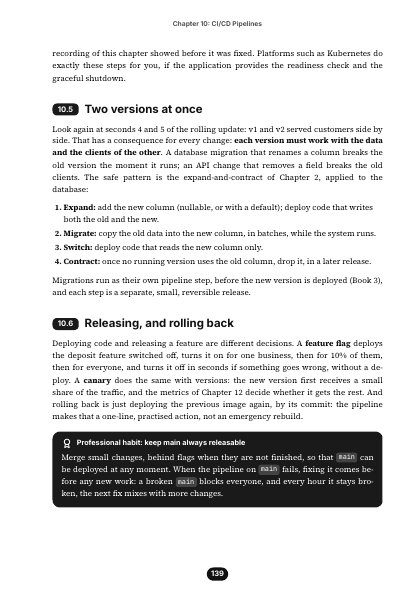 Chapter 10: CI/CD Pipelines
recording of this chapter showed before it was fixed. Platforms such as Kubernetes do
exactly these steps for you, if the application provides the readiness check and the
graceful shutdown.
10.5 Two versions at once
Look again at seconds 4 and 5 of the rolling update: v1 and v2 served customers side by
side. That has a consequence for every change: each version must work with the data
and the clients of the other. A database migration that renames a column breaks the
old version the moment it runs; an API change that removes a field breaks the old
clients. The safe pattern is the expand-and-contract of Chapter 2, applied to the
database:
1. Expand: add the new column (nullable, or with a default); deploy code that writes
both the old and the new.
2. Migrate: copy the old data into the new column, in batches, while the system runs.
3. Switch: deploy code that reads the new column only.
4. Contract: once no running version uses the old column, drop it, in a later release.
Migrations run as their own pipeline step, before the new version is deployed (Book 3),
and each step is a separate, small, reversible release.
10.6 Releasing, and rolling back
Deploying code and releasing a feature are different decisions. A feature flag deploys
the deposit feature switched off, turns it on for one business, then for 10% of them,
then for everyone, and turns it off in seconds if something goes wrong, without a de-
ploy. A canary does the same with versions: the new version first receives a small
share of the traffic, and the metrics of Chapter 12 decide whether it gets the rest. And
rolling back is just deploying the previous image again, by its commit: the pipeline
makes that a one-line, practised action, not an emergency rebuild.
Professional habit: keep main always releasable
Merge small changes, behind flags when they are not finished, so that main can
be deployed at any moment. When the pipeline on main fails, fixing it comes be-
fore any new work: a broken main blocks everyone, and every hour it stays bro-
ken, the next fix mixes with more changes.
139